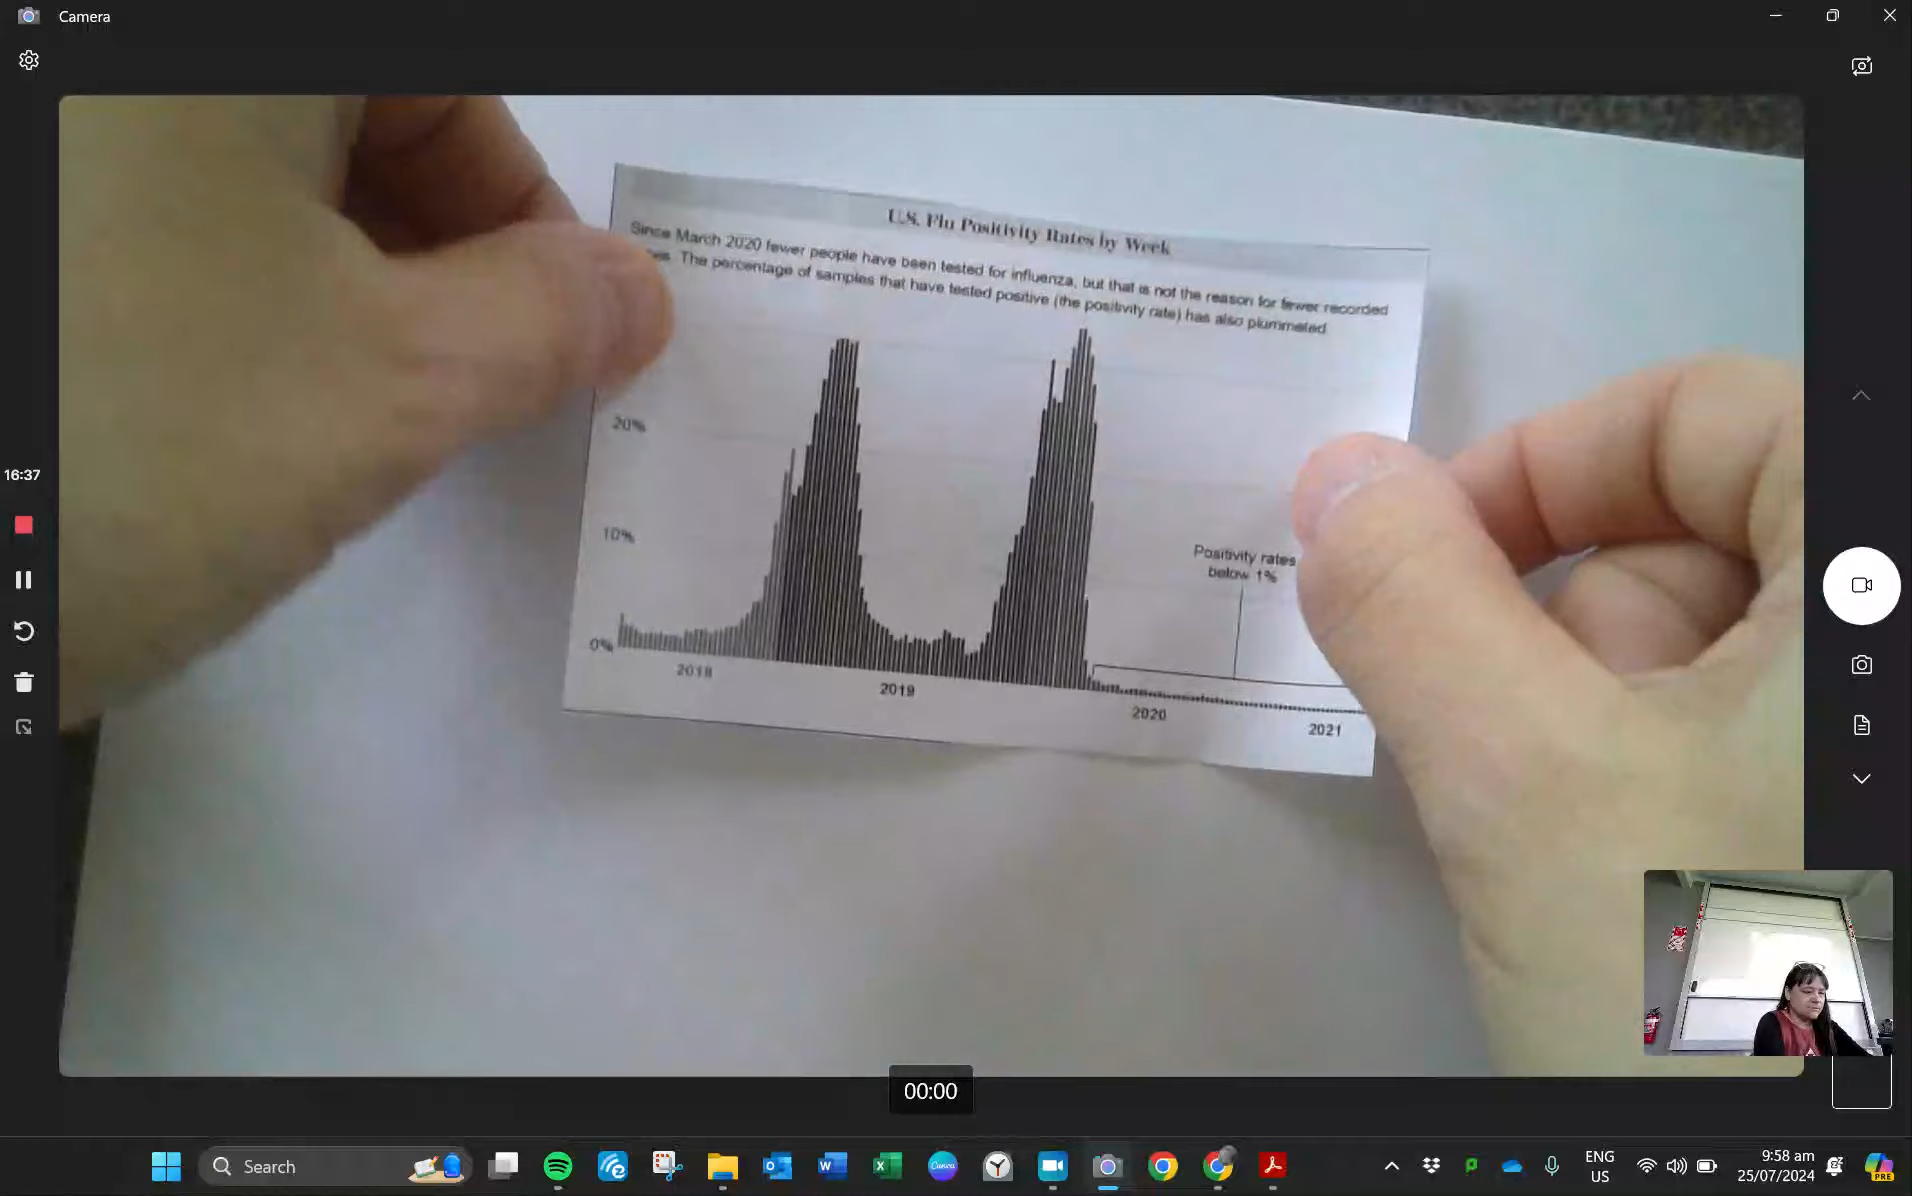 Camera
U.S. Flu Positivity Rates by Week
Since March 2020 fewer people have been tested for influenza, but that is not the reason for fewer recorded
The percentage of samples that have tested positive (the positivity rate) has also plummeted
20%
10%
0%
Positivity rates
below 1%
2018
2019
2020
2021
16:37
00:00
Search
Canva
ENG
US
9:58 am
25/07/2024
PRE